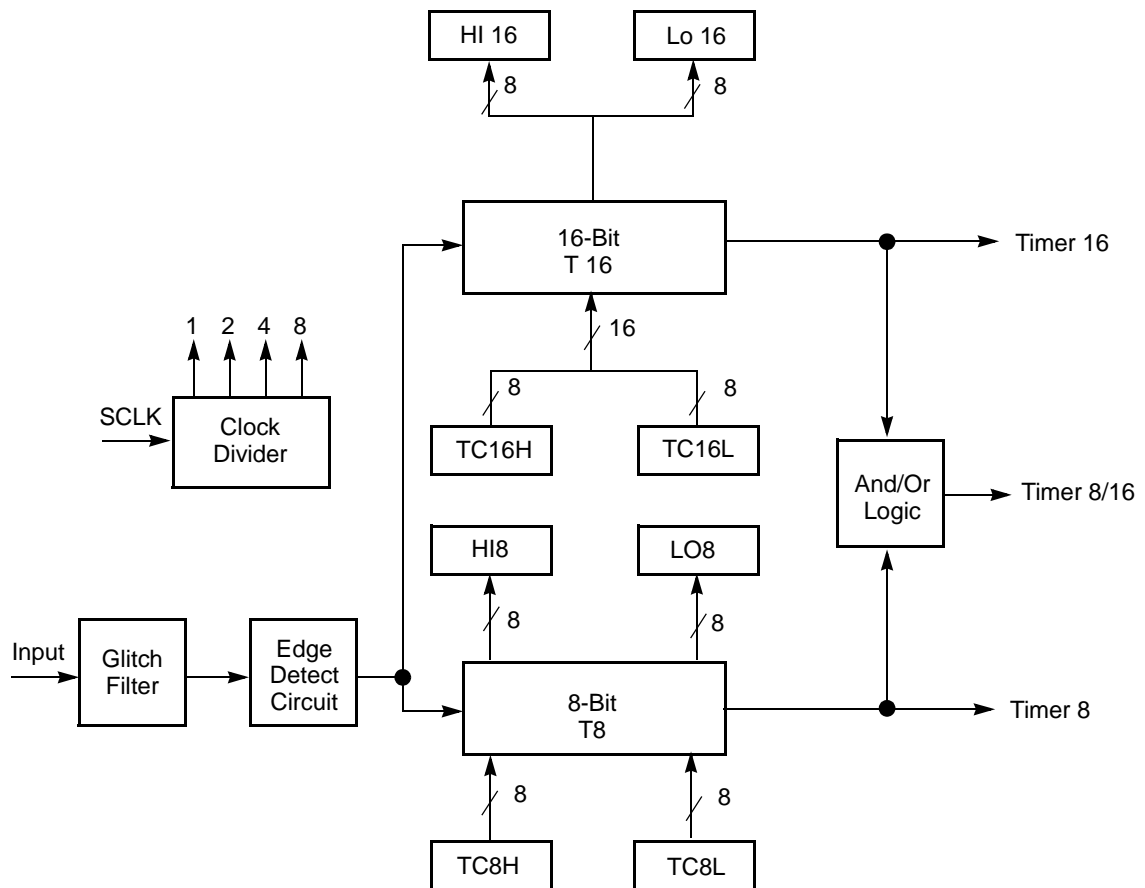 HI 16
Lo 16
8
8
16-Bit
T 16
Timer 16
16
1
2
4
8
8
8
SCLK
Clock
Divider
TC16H
TC16L
And/Or
Logic
Timer 8/16
HI8
LO8
8
8
Input
Glitch
Filter
Edge
Detect
Circuit
8-Bit
T8
Timer 8
8
8
TC8H
TC8L